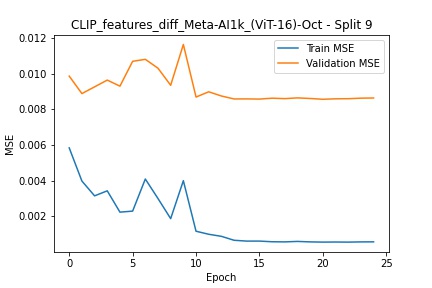 CLIP_features_diff_Meta-AI1k_(ViT-16)-Oct - Split 9
0.012
0.010
0.008
0.006
0.004
0.002
MSE
Train MSE
Validation MSE
0 5 10 15 20 25
Epoch